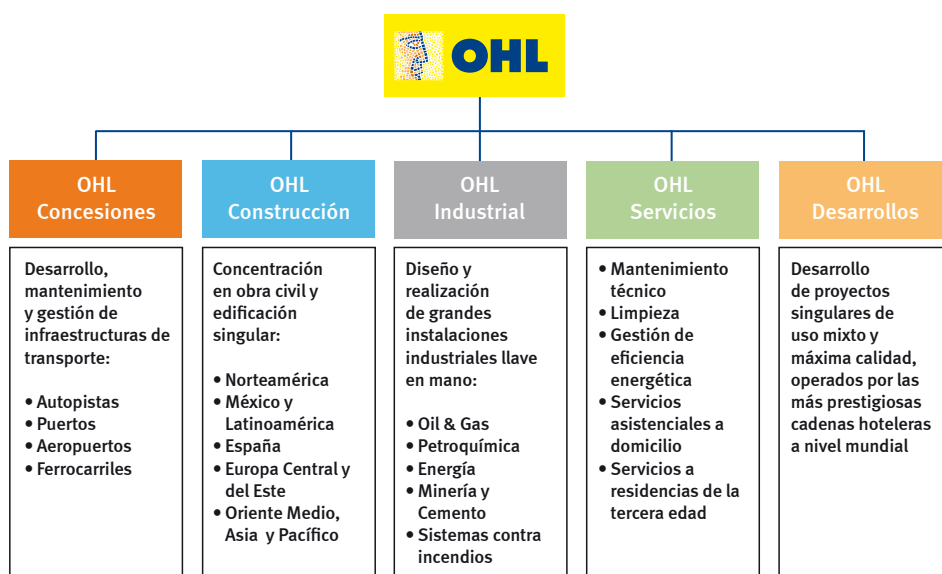 OHL
OHL
Concesiones
Desarrollo,
mantenimiento
y gestión de
infraestructuras de
transporte:
• Autopistas
• Puertos
• Aeropuertos
• Ferrocarriles
OHL
Construcción
Concentración
en obra civil y
edificación
singular:
• Norteamérica
• México y
Latinoamérica
• España
• Europa Central y
del Este
• Oriente Medio,
Asia y Pacífico
OHL
Industrial
Diseño y
realización
de grandes
instalaciones
industriales llave
en mano:
• Oil & Gas
• Petroquímica
• Energía
• Minería y
Cemento
• Sistemas contra
incendios
OHL
Servicios
• Mantenimiento
técnico
• Limpieza
• Gestión de
eficiencia
energética
• Servicios
asistenciales a
domicilio
• Servicios a
residencias de la
tercera edad
OHL
Desarrollos
Desarrollo
de proyectos
singulares de
uso mixto y
máxima calidad,
operados por las
más prestigiosas
cadenas hoteleras
a nivel mundial